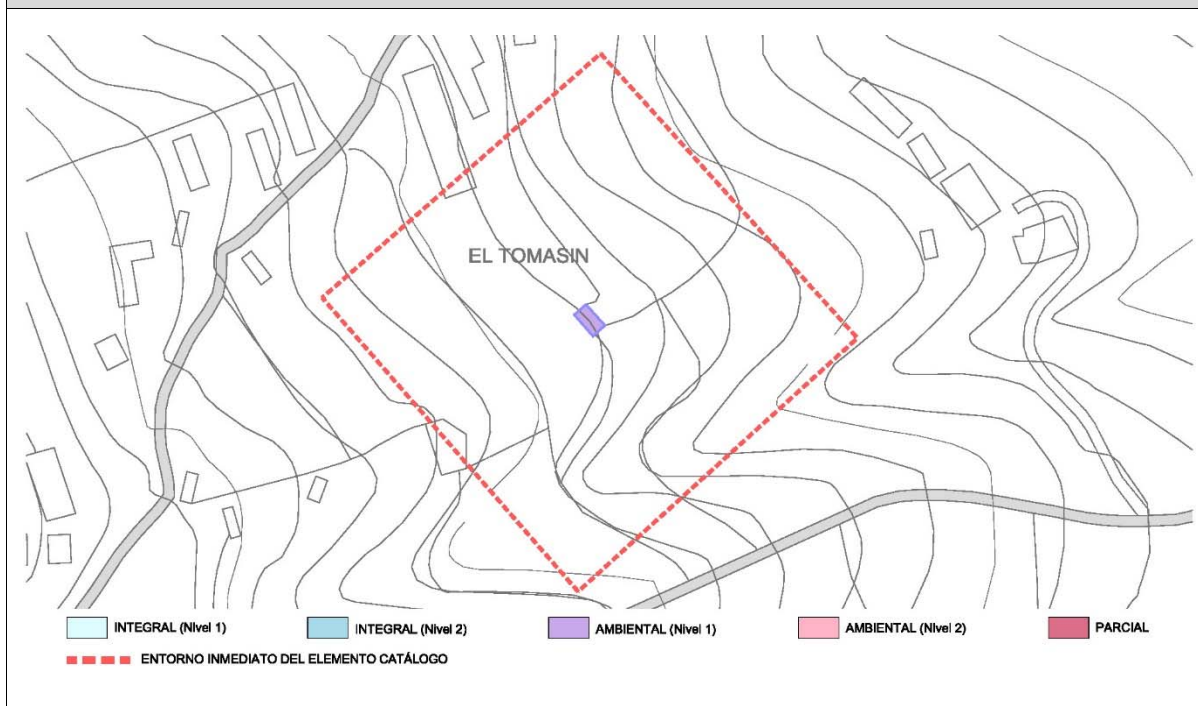 EL TOMASIN
INTEGRAL (Nivel 1) INTEGRAL (Nivel 2) AMBIENTAL (Nivel 1) AMBIENTAL (Nivel 2) PARCIAL
ENTORNO INMEDIATO DEL ELEMENTO CATÁLOGO